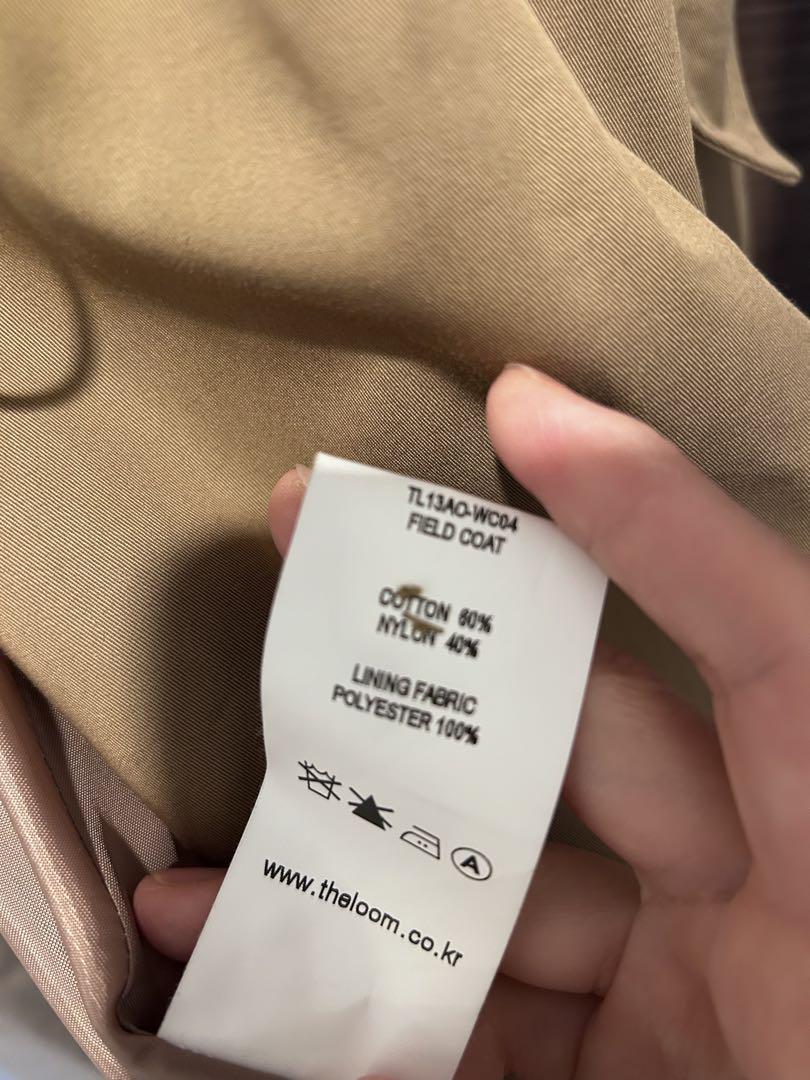 TL13AO-WC04
FIELD COAT
COTTON 60%
NYLON 40%
LINING FABRIC
POLYESTER 100%
A
www.theloom.co.kr